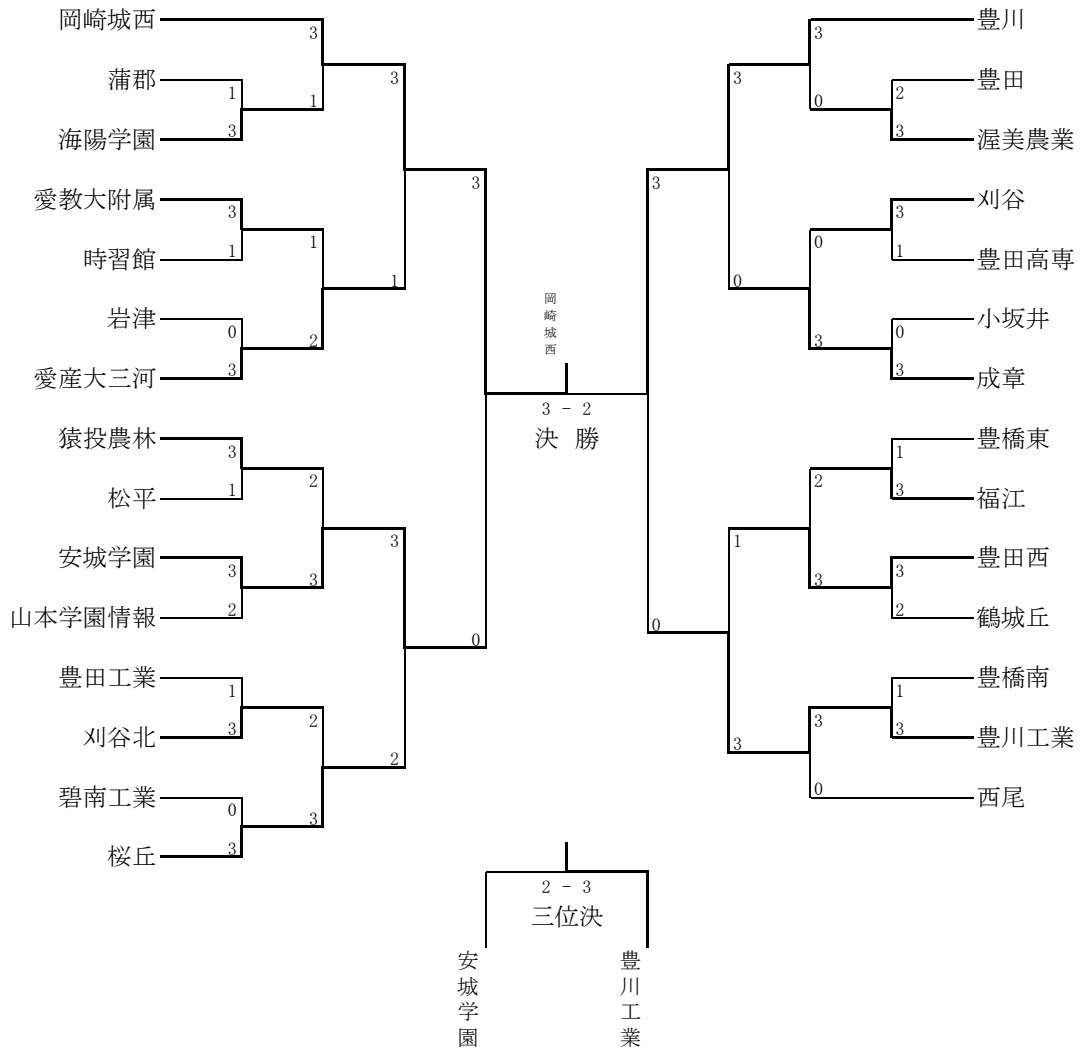 岡崎城西 3 3 豊川
蒲郡 1 1 3 3 0 2 豊田
海陽学園 3 3 渥美農業
愛教大附属 3 3 3 3 刈谷
時習館 1 1 1 0 0 1 豊田高専
岩津 0 2 3 0 小坂井
愛産大三河 3 3 成章
岡崎城西
3 - 2
決 勝
猿投農林 3 1 豊橋東
松平 1 2 2 3 福江
安城学園 3 3 3 1 3 3 豊田西
山本学園情報 2 0 0 2 鶴城丘
豊田工業 1 1 豊橋南
刈谷北 3 2 2 3 3 3 豊川工業
碧南工業 0 3 0 西尾
桜丘 3
2 - 3
三位決
安城学園
豊川工業